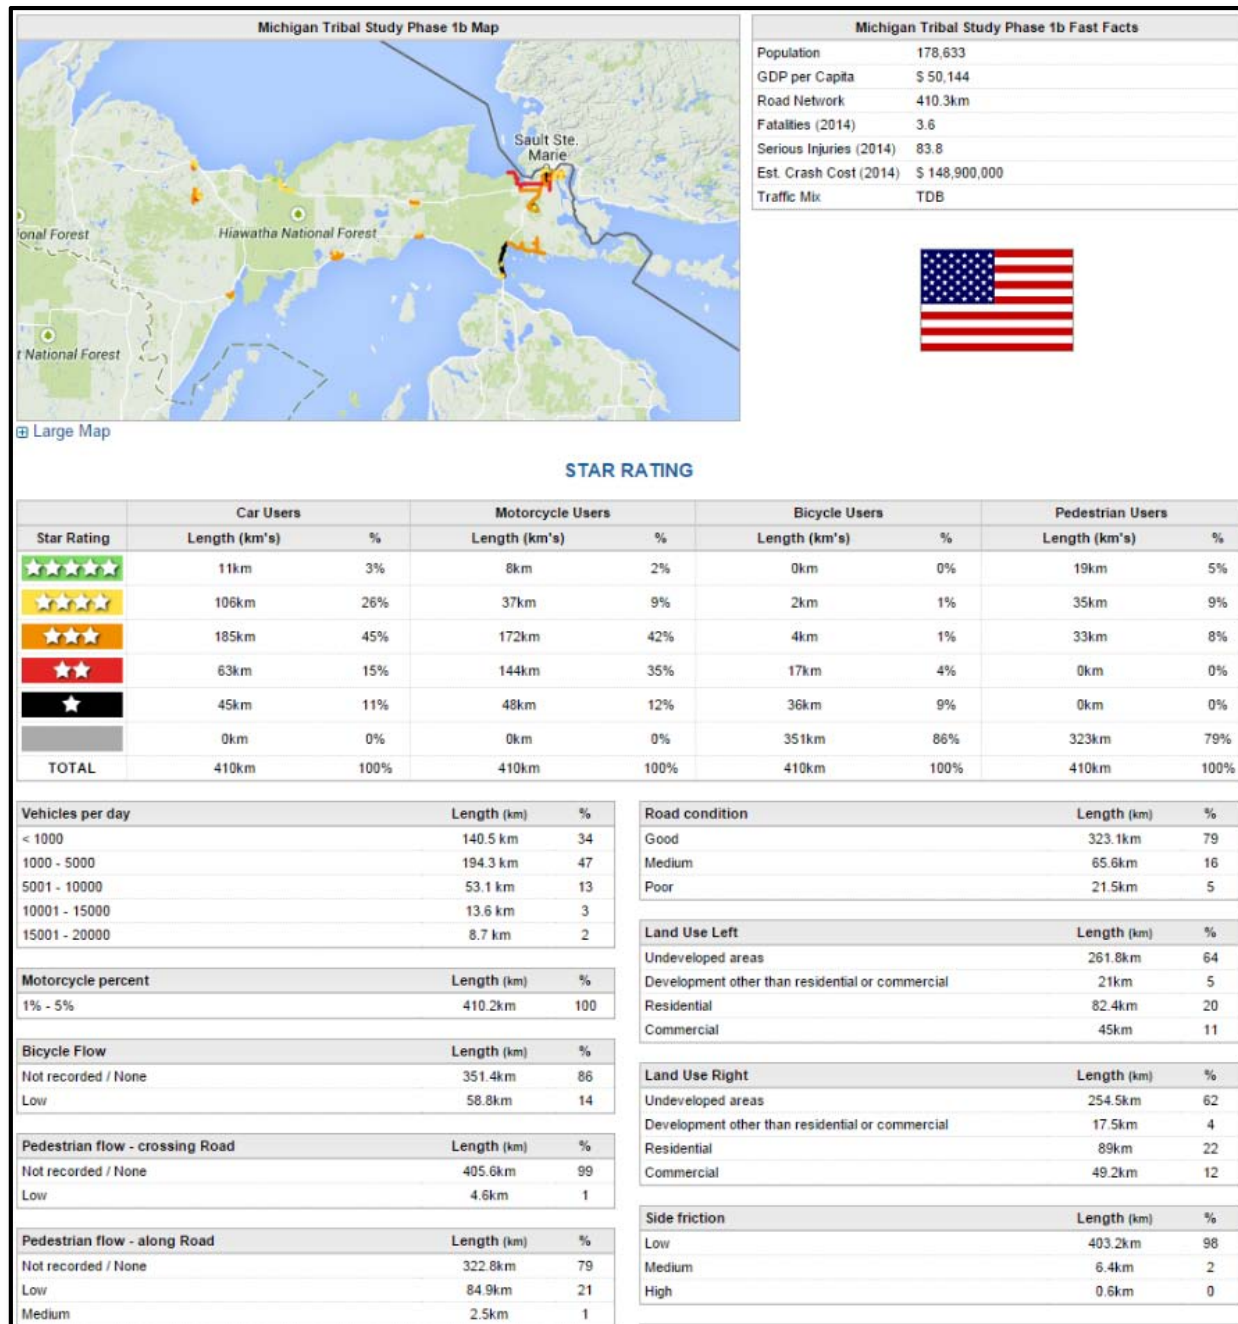 Michigan Tribal Study Phase 1b Map
Sault Ste.
Marie
ional Forest
Hiawatha National Forest
t National Forest
Large Map
Michigan Tribal Study Phase 1b Fast Facts
Population 178,633
GDP per Capita $ 50,144
Road Network 410.3km
Fatalities (2014) 3.6
Serious Injuries (2014) 83.8
Est. Crash Cost (2014) $ 148,900,000
Traffic Mix TDB
STAR RATING
Car Users Motorcycle Users Bicycle Users Pedestrian Users
Star Rating Length (km's) % Length (km's) % Length (km's) % Length (km's) %
11km 3% 8km 2% 0km 0% 19km 5%
106km 26% 37km 9% 2km 1% 35km 9%
185km 45% 172km 42% 4km 1% 33km 8%
63km 15% 144km 35% 17km 4% 0km 0%
45km 11% 48km 12% 36km 9% 0km 0%
0km 0% 0km 0% 351km 86% 323km 79%
TOTAL 410km 100% 410km 100% 410km 100% 410km 100%
Vehicles per day Length (km) %
< 1000 140.5 km 34
1000 - 5000 194.3 km 47
5001 - 10000 53.1 km 13
10001 - 15000 13.6 km 3
15001 - 20000 8.7 km 2
Motorcycle percent Length (km) %
1% - 5% 410.2km 100
Bicycle Flow Length (km) %
Not recorded / None 351.4km 86
Low 58.8km 14
Pedestrian flow - crossing Road Length (km) %
Not recorded / None 405.6km 99
Low 4.6km 1
Pedestrian flow - along Road Length (km) %
Not recorded / None 322.8km 79
Low 84.9km 21
Medium 2.5km 1
Road condition Length (km) %
Good 323.1km 79
Medium 65.6km 16
Poor 21.5km 5
Land Use Left Length (km) %
Undeveloped areas 261.8km 64
Development other than residential or commercial 21km 5
Residential 82.4km 20
Commercial 45km 11
Land Use Right Length (km) %
Undeveloped areas 254.5km 62
Development other than residential or commercial 17.5km 4
Residential 89km 22
Commercial 49.2km 12
Side friction Length (km) %
Low 403.2km 98
Medium 6.4km 2
High 0.6km 0